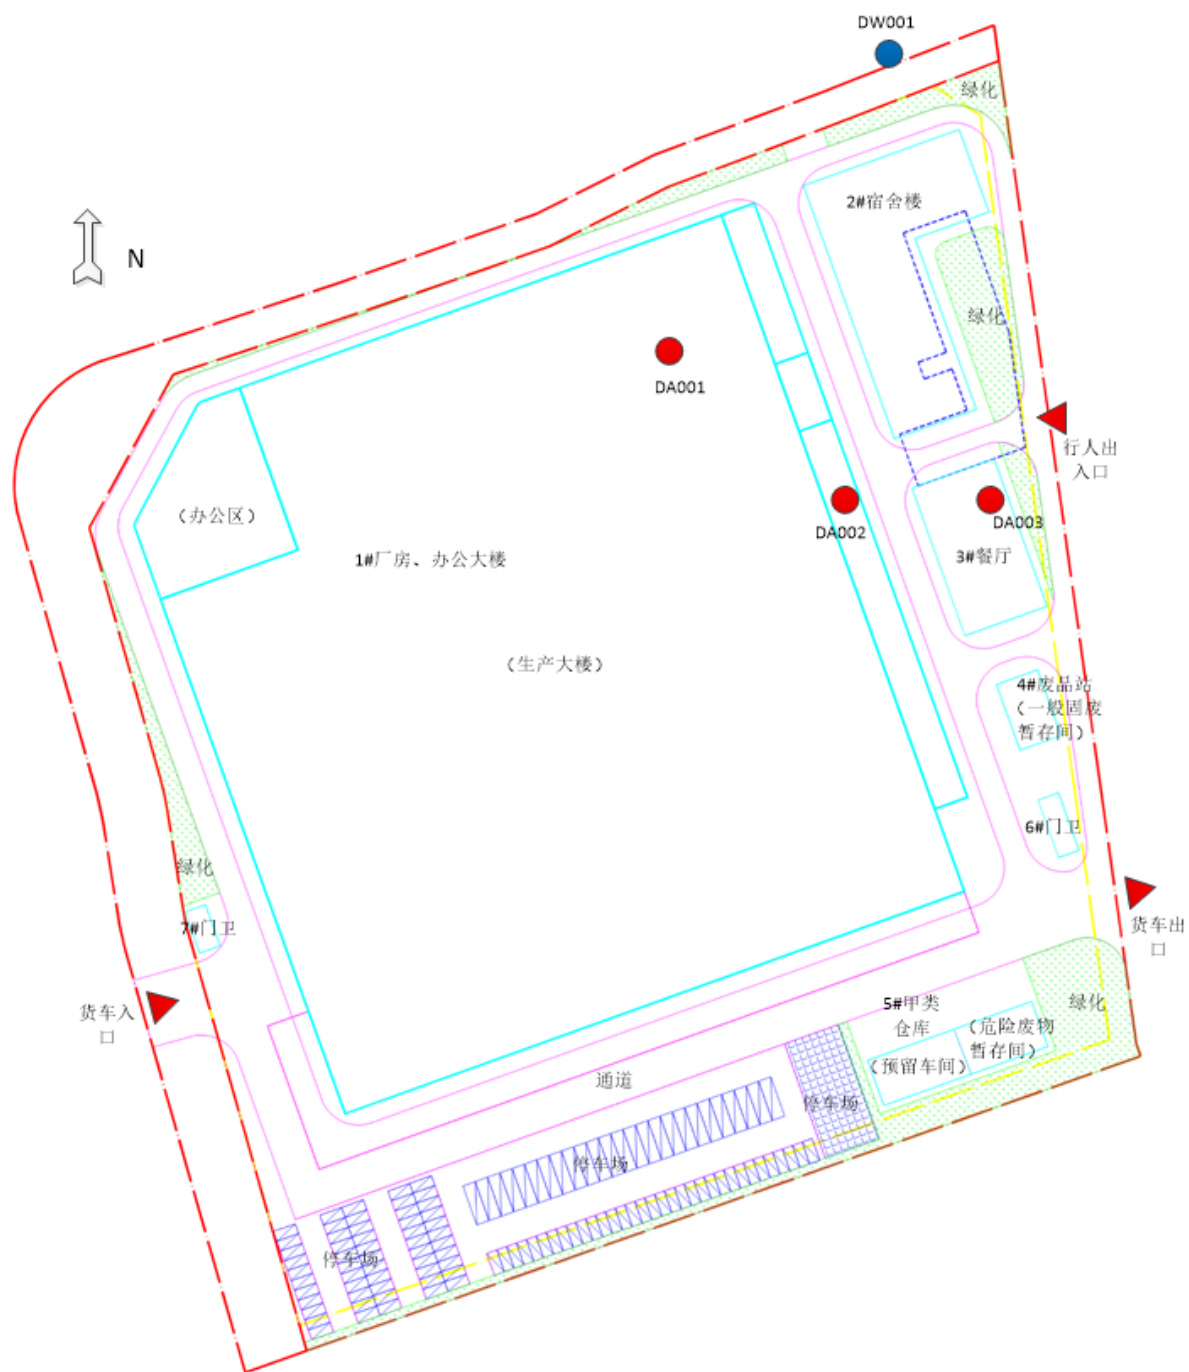 DW001
绿化
2#宿舍楼
N
绿化
DA001
行人出
入口
(办公区)
DA002
DA003
1#厂房、办公大楼
3#餐厅
(生产大楼)
4#废品站
(一般固废
暂存间)
6#门卫
绿化
7#门卫
货车出
口
货车入
口
5#甲类
仓库
(预留车间)
(危险废物
暂存间)
绿化
通道
停车场
停车场
停车场